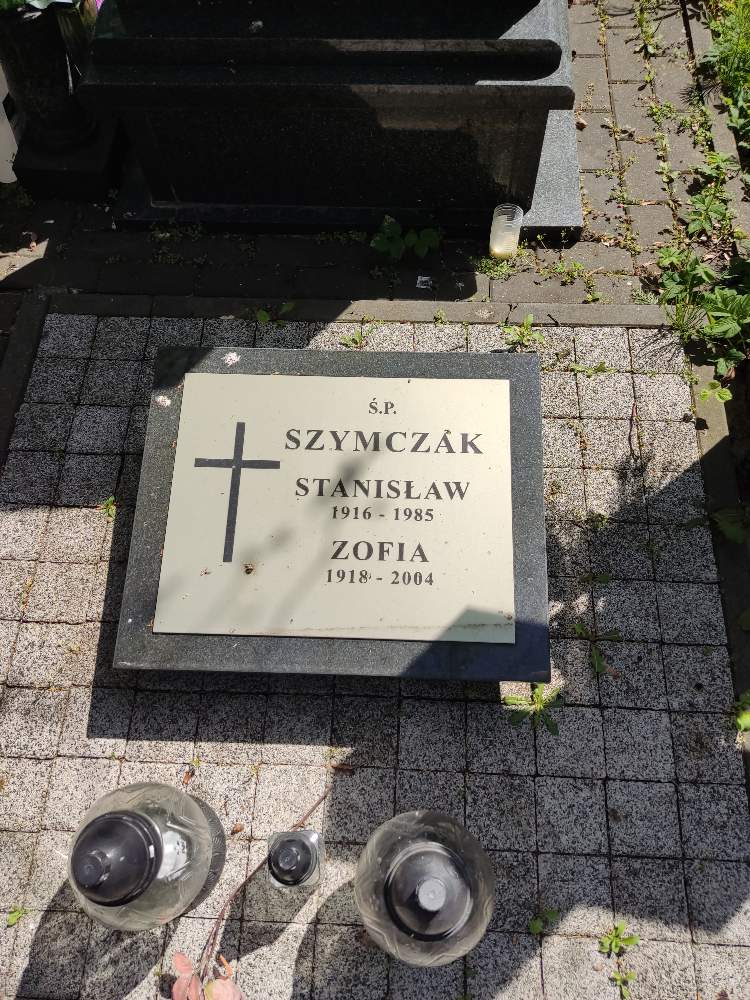 Ś.P.
SZYMCZAK
STANISŁAW
1916 - 1985
ZOFIA
1918 - 2004